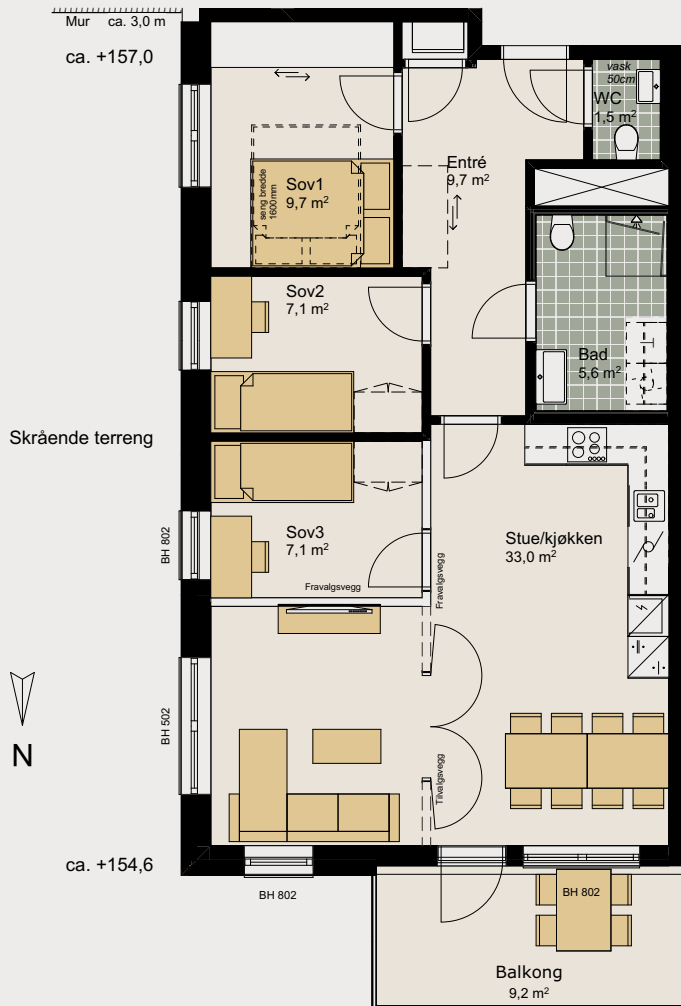 Mur ca. 3,0 m
ca. +157,0
vask
50cm
WC
1,5 m²
Entré
9,7 m²
Sov1
9,7 m²
seng bredde
1600mm
Sov2
7,1 m²
Bad
5,6 m²
Skrående terreng
Sov3
7,1 m²
BH 802
Fravalgsvegg
Fravalgsvegg
Stue/kjøkken
33,0 m²
N
BH 502
Tilvalgsvegg
ca. +154,6
BH 802
BH 802
Balkong
9,2 m²